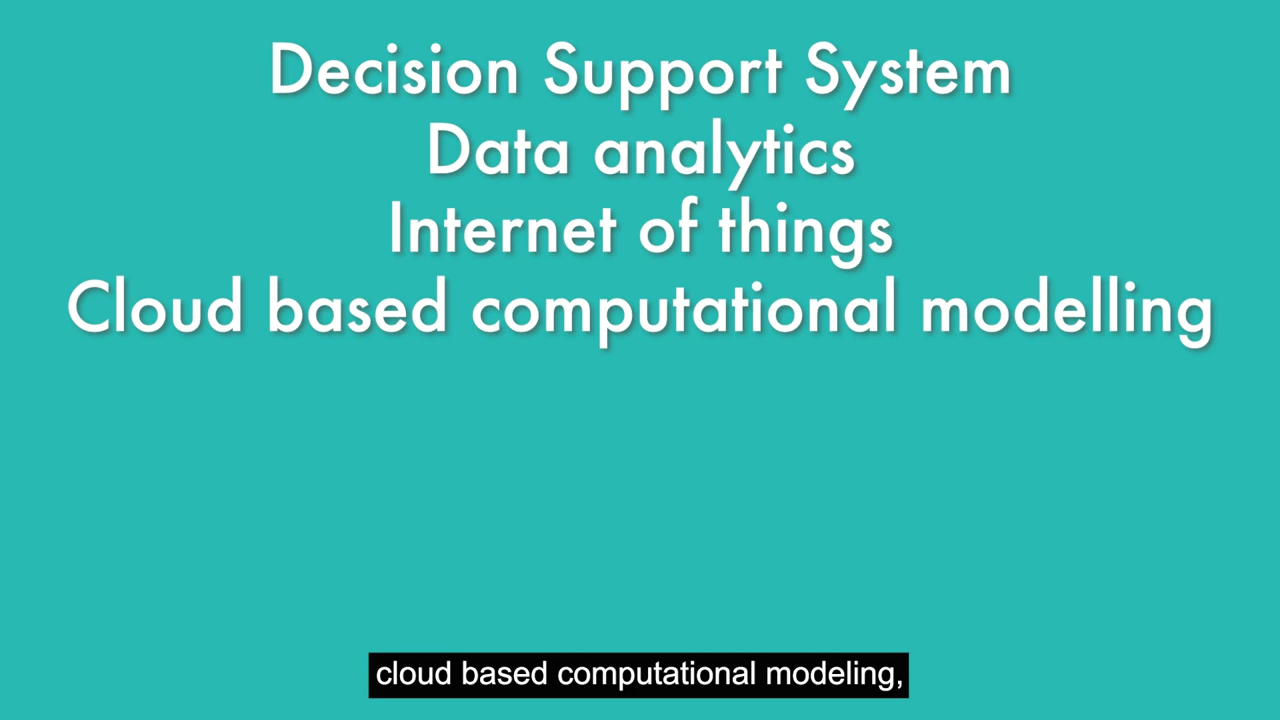 Decision Support System
Data analytics
Internet of things
Cloud based computational modelling
cloud based computational modeling,